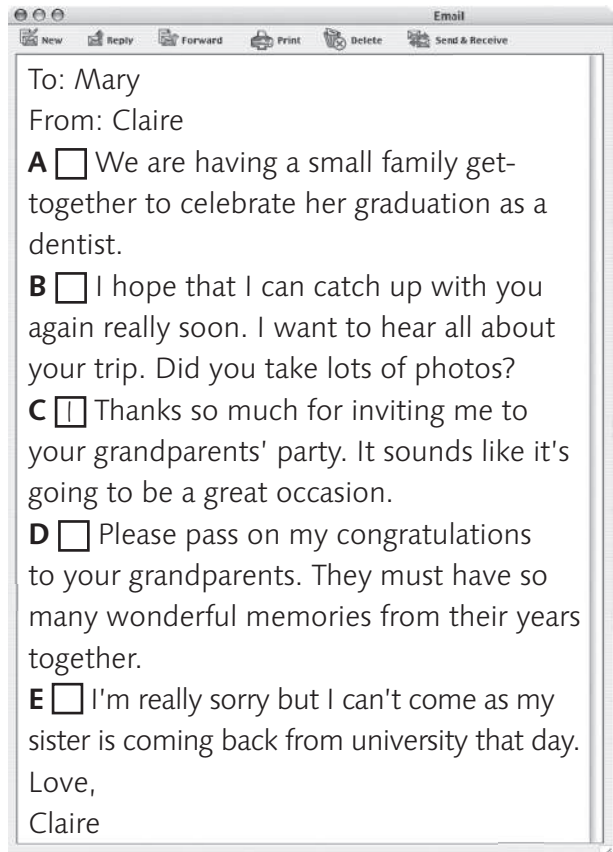 Email
New Reply Forward Print Delete Send & Receive
To: Mary
From: Claire
A We are having a small family get-
together to celebrate her graduation as a
dentist.
B I hope that I can catch up with you
again really soon. I want to hear all about
your trip. Did you take lots of photos?
C 1 Thanks so much for inviting me to
your grandparents' party. It sounds like it's
going to be a great occasion.
D Please pass on my congratulations
to your grandparents. They must have so
many wonderful memories from their years
together.
E I'm really sorry but I can't come as my
sister is coming back from university that day.
Love,
Claire